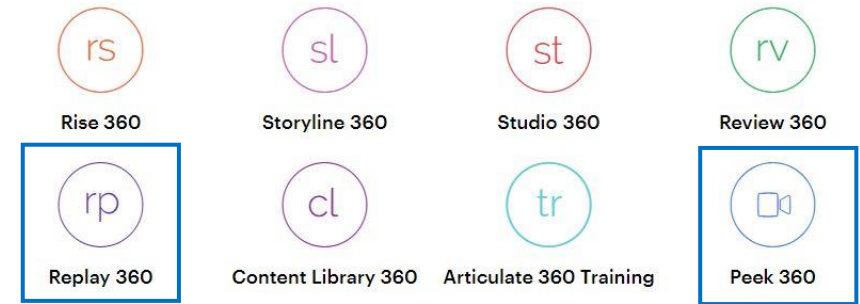 rs sl st rv
Rise 360 Storyline 360 Studio 360 Review 360
rp cl tr
Replay 360 Content Library 360 Articulate 360 Training Peek 360